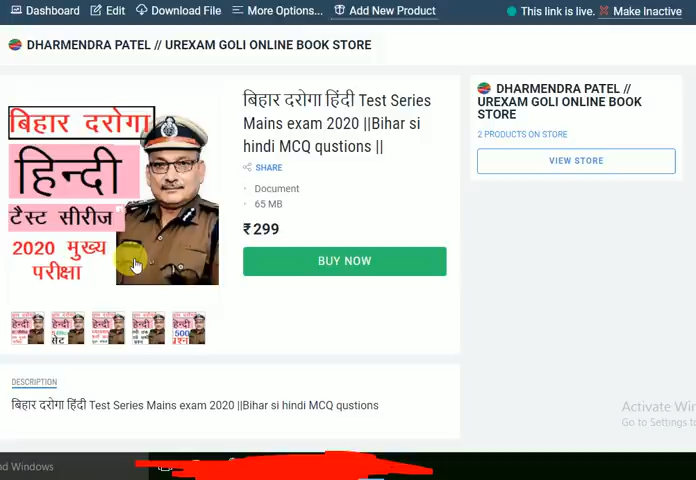 Dashboard Edit Download File More Options... Add New Product This link is live. Make Inactive
DHARMENDRA PATEL // UREXAM GOLI ONLINE BOOK STORE
बिहार दरोगा
हिन्दी
टैस्ट सीरीज
2020 मुख्य
परीक्षा
बिहार दरोगा हिंदी Test Series
Mains exam 2020 ||Bihar si
hindi MCQ qustions ||
SHARE
Document
65 MB
₹299
BUY NOW
DHARMENDRA PATEL //
UREXAM GOLI ONLINE BOOK
STORE
2 PRODUCTS ON STORE
VIEW STORE
DESCRIPTION
बिहार दरोगा हिंदी Test Series Mains exam 2020 ||Bihar si hindi MCQ qustions
Activate Win
Go to Settings to
nd Windows